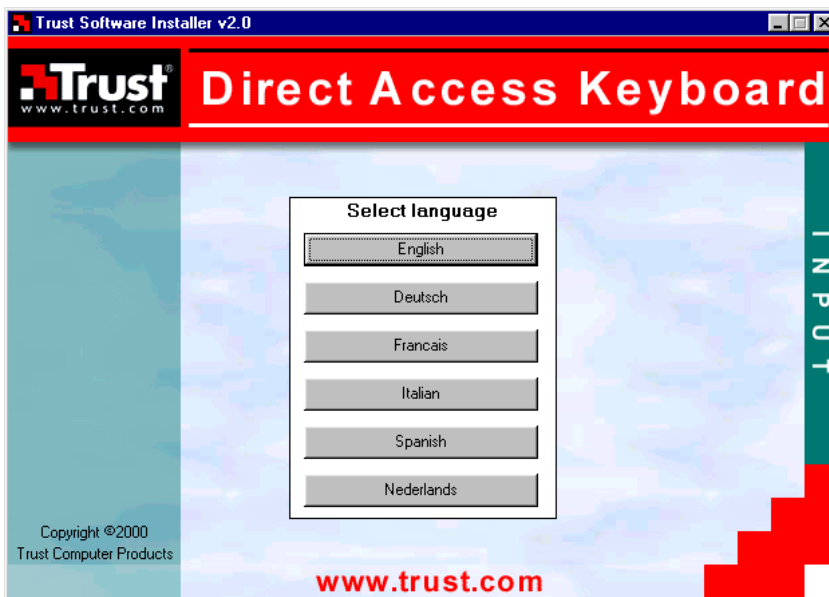 Trust Software Installer v2.0
Trust®
www.trust.com
Direct Access Keyboard
Select language
English
Deutsch
Francais
Italian
Spanish
Nederlands
INPUT
Copyright ©2000
Trust Computer Products
www.trust.com